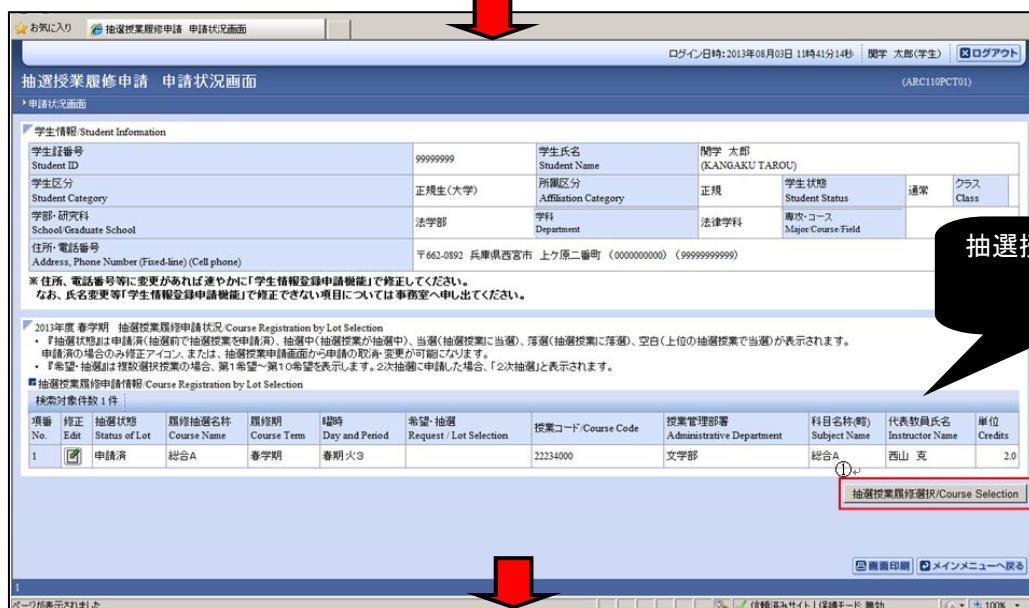 お気に入り 抽選授業履修申請 申請状況画面
ログイン日時:2013年08月03日 11時41分14秒 関学 太郎(学生) ログアウト
抽選授業履修申請 申請状況画面 (ARC110PCT01)
申請状況画面
学生情報/Student Information
学生証番号 99999999 学生氏名 関学 太郎
Student ID Student Name (KANGAKU TAROU)
学生区分 正規生(大学) 所属区分 正規 学生状態 通常 クラス
Student Category Affiliation Category Student Status Class
学部・研究科 法学部 学科 法律学科 専攻・コース
School/Graduate School Department Major/Course/Field
住所・電話番号 〒662-0892 兵庫県西宮市 上ケ原二番町 (0000000000) (99999999999)
Address, Phone Number (Fixed-line) (Cell phone)
※住所、電話番号等に変更があれば速やかに「学生情報登録申請機能」で修正してください。
なお、氏名変更等「学生情報登録申請機能」で修正できない項目については事務室へ申し出てください。
抽選授
2013年度 春学期 抽選授業履修申請状況/Course Registration by Lot Selection
・『抽選状態』は申請済(抽選前で抽選授業を申請済)、抽選中(抽選授業が抽選中)、当選(抽選授業に当選)、落選(抽選授業に落選)、空白(上位の抽選授業で当選)が表示されます。
申請済の場合のみ修正アイコン、または、抽選授業申請画面から申請の取消・変更が可能になります。
・『希望・抽選』は複数選択授業の場合、第1希望~第10希望を表示します。2次抽選に申請した場合、「2次抽選」と表示されます。
抽選授業履修申請情報/Course Registration by Lot Selection
検索対象件数 1 件
項番 修正 抽選状態 履修抽選名称 履修期 曜時 希望・抽選 授業コード/Course Code 授業管理部署 科目名称(略) 代表教員氏名 単位
No. Edit Status of Lot Course Name Course Term Day and Period Request / Lot Selection Administrative Department Subject Name Instructor Name Credits
1 申請済 総合A 春学期 春期火3 22234000 文学部 総合A 西山 克 2.0
①
抽選授業履修選択/Course Selection
画面印刷 メインメニューへ戻る
1
ページが表示されました 信頼済みサイト | 保護モード: 無効 100%